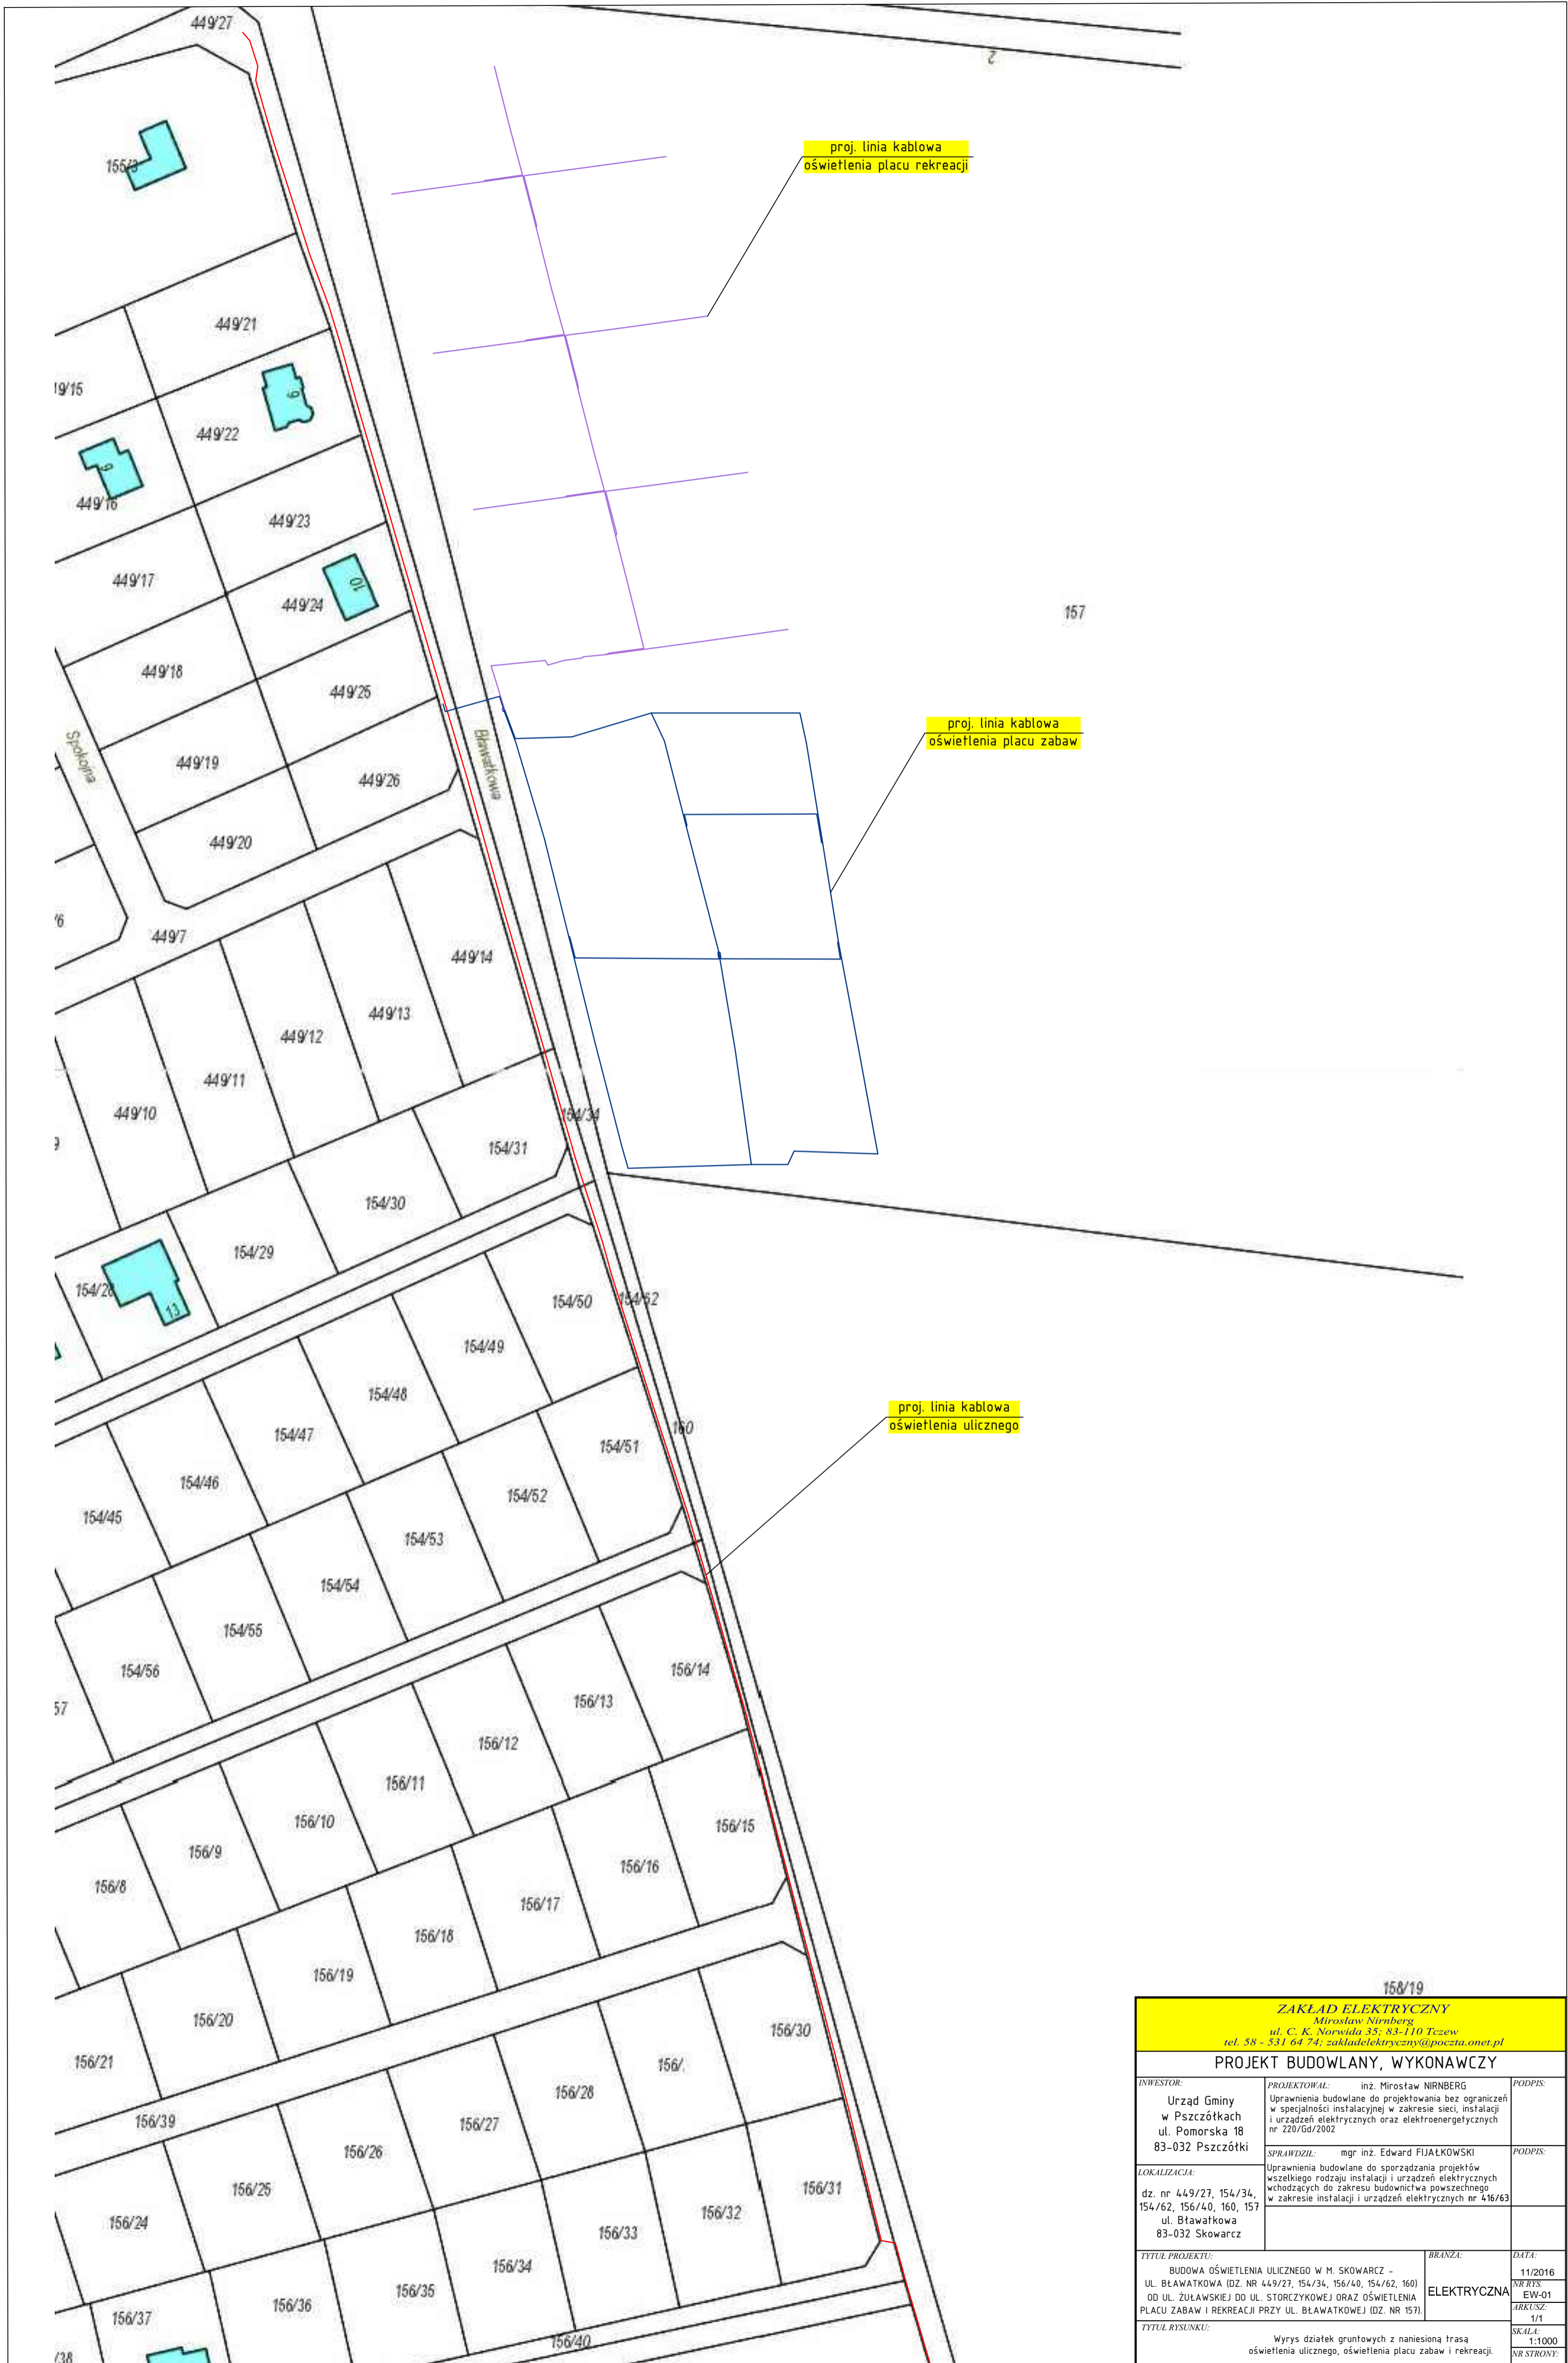 449/27
2
proj. linia kablowa
oświetlenia placu rekreacji
155/3
449/21
19/15
449/22
9
449/16
9
449/23
449/17
449/24
10
157
449/18
449/25
Spokojna
449/19
Bławatkowa
proj. linia kablowa
oświetlenia placu zabaw
449/26
449/20
/6
449/7
449/14
449/13
449/12
449/11
449/10
9
154/34
154/31
154/30
154/29
154/28
13
154/50
154/62
154/49
154/48
proj. linia kablowa
oświetlenia ulicznego
160
154/47
154/51
154/46
154/52
154/45
154/53
154/54
154/55
154/56
156/14
57
156/13
156/12
156/11
156/10
156/15
156/9
156/16
156/8
156/17
156/18
156/19
158/19
156/20
156/30
156/21
156/.
156/28
156/39
156/27
156/26
156/25
156/31
156/24
156/32
156/33
156/34
156/35
156/36
156/37
156/40
/38
ZAKŁAD ELEKTRYCZNY
Mirosław Nirnberg
ul. C. K. Norwida 35; 83-110 Tczew
tel. 58 - 531 64 74; zakladelektryczny@poczta.onet.pl
PROJEKT BUDOWLANY, WYKONAWCZY
INWESTOR:
Urząd Gminy
w Pszczółkach
ul. Pomorska 18
83-032 Pszczółki
PROJEKTOWAŁ: inż. Mirosław NIRNBERG
Uprawnienia budowlane do projektowania bez ograniczeń
w specjalności instalacyjnej w zakresie sieci, instalacji
i urządzeń elektrycznych oraz elektroenergetycznych
nr 220/Gd/2002
PODPIS:
SPRAWDZIŁ: mgr inż. Edward FIJAŁKOWSKI
Uprawnienia budowlane do sporządzania projektów
wszelkiego rodzaju instalacji i urządzeń elektrycznych
wchodzących do zakresu budownictwa powszechnego
w zakresie instalacji i urządzeń elektrycznych nr 416/63
PODPIS:
LOKALIZACJA:
dz. nr 449/27, 154/34,
154/62, 156/40, 160, 157
ul. Bławatkowa
83-032 Skowarcz
TYTUŁ PROJEKTU:
BUDOWA OŚWIETLENIA ULICZNEGO W M. SKOWARCZ -
UL. BŁAWATKOWA (DZ. NR 449/27, 154/34, 156/40, 154/62, 160)
OD UL. ŻUŁAWSKIEJ DO UL. STORCZYKOWEJ ORAZ OŚWIETLENIA
PLACU ZABAW I REKREACJI PRZY UL. BŁAWATKOWEJ (DZ. NR 157).
BRANŻA:
ELEKTRYCZNA
DATA:
11/2016
NR RYS.
EW-01
ARKUSZ:
1/1
TYTUŁ RYSUNKU:
Wyrys działek gruntowych z naniesioną trasą
oświetlenia ulicznego, oświetlenia placu zabaw i rekreacji.
SKALA:
1:1000
NR STRONY: